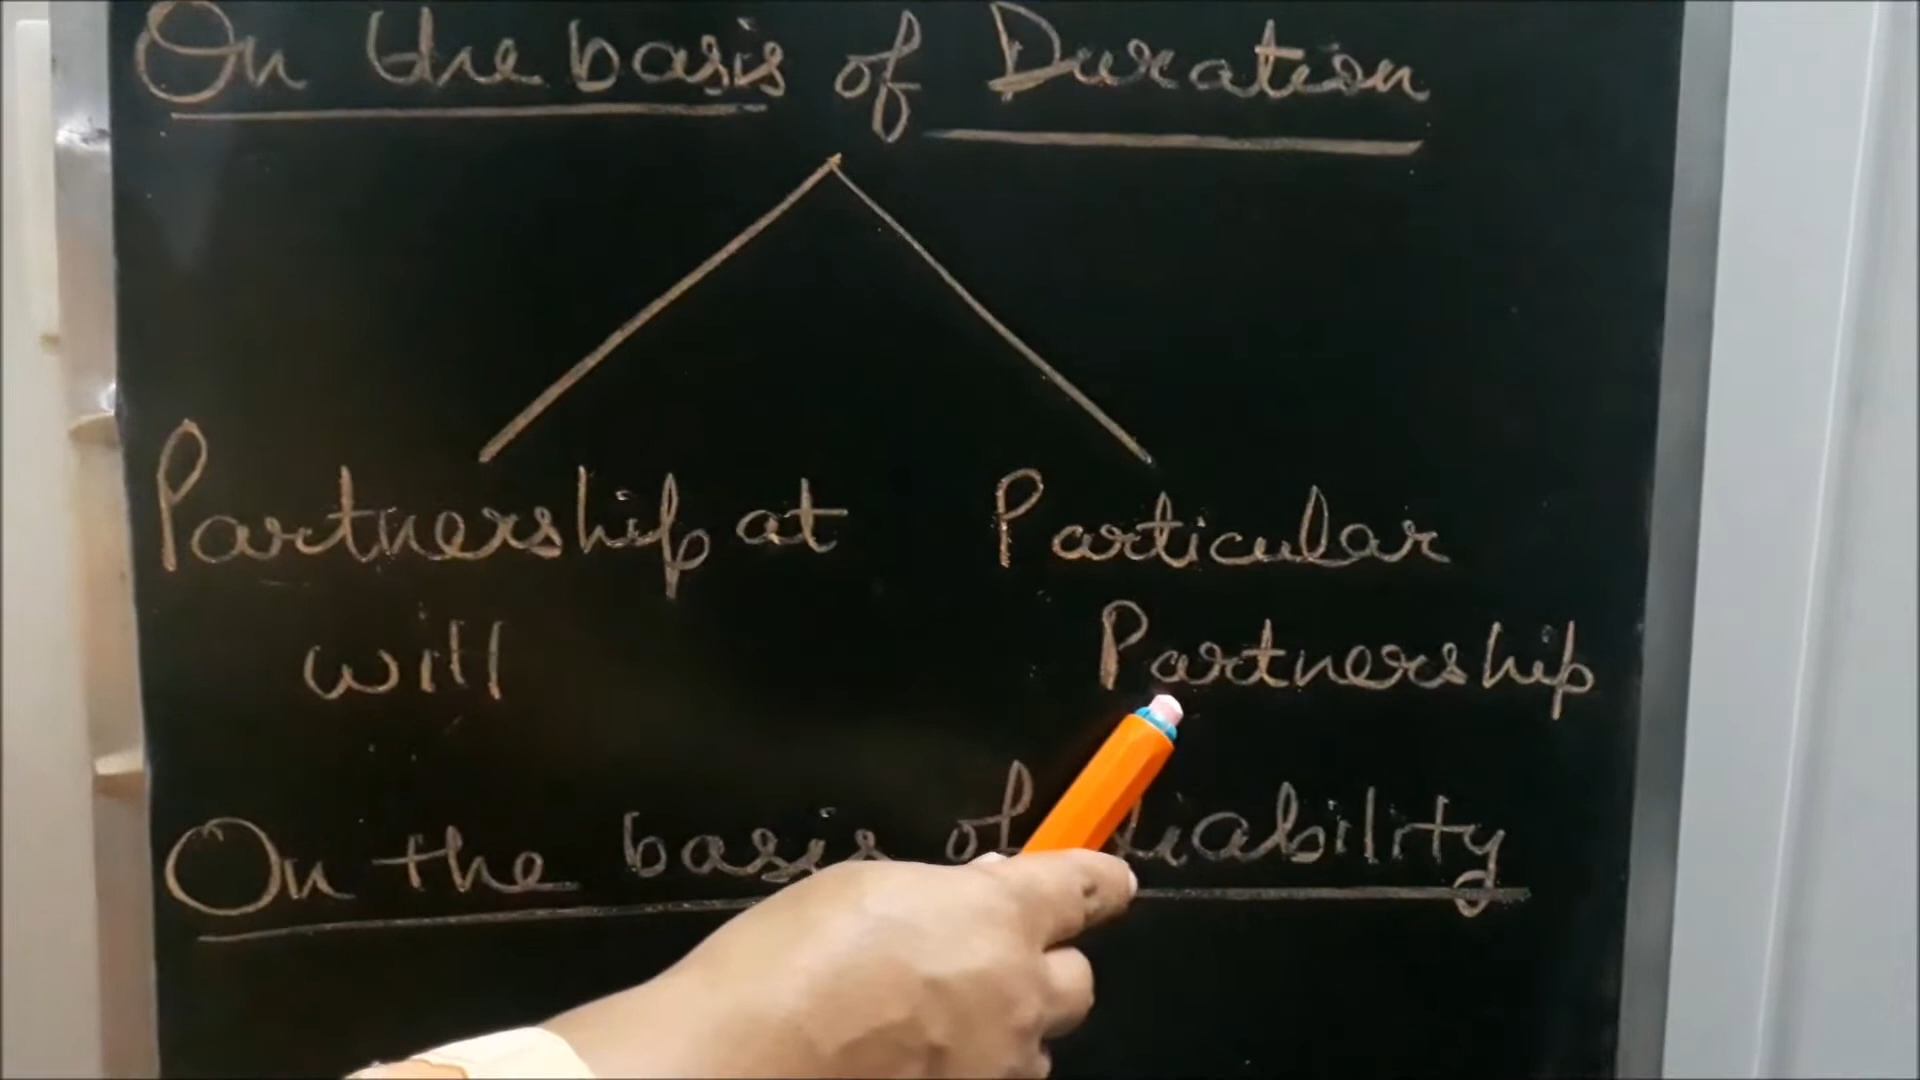 On the basis of Duration
Partnership at
will
Particular
Partnership
On the basis of Liability